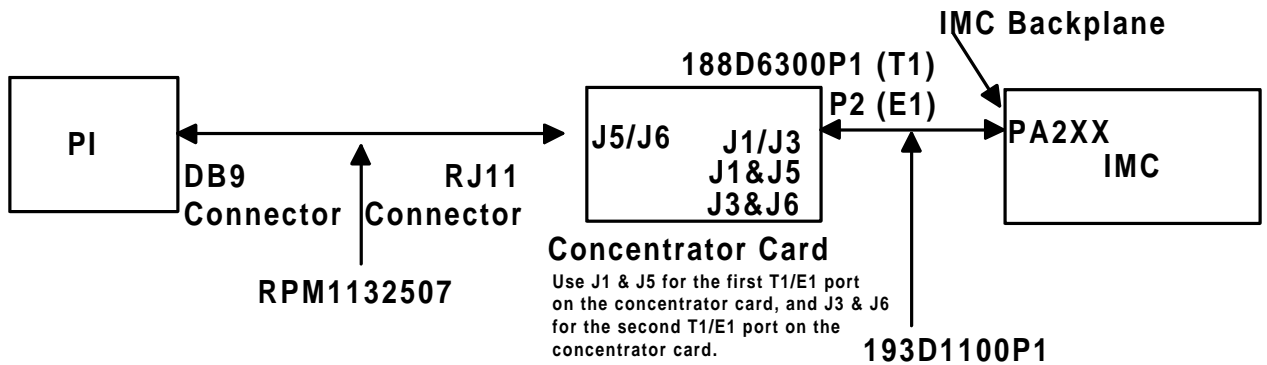 IMC Backplane
188D6300P1 (T1)
P2 (E1)
PI
J5/J6
J1/J3
J1&J5
J3&J6
PA2XX
IMC
DB9
Connector
RJ11
Connector
Concentrator Card
Use J1 & J5 for the first T1/E1 port
on the concentrator card, and J3 & J6
for the second T1/E1 port on the
concentrator card.
RPM1132507
193D1100P1